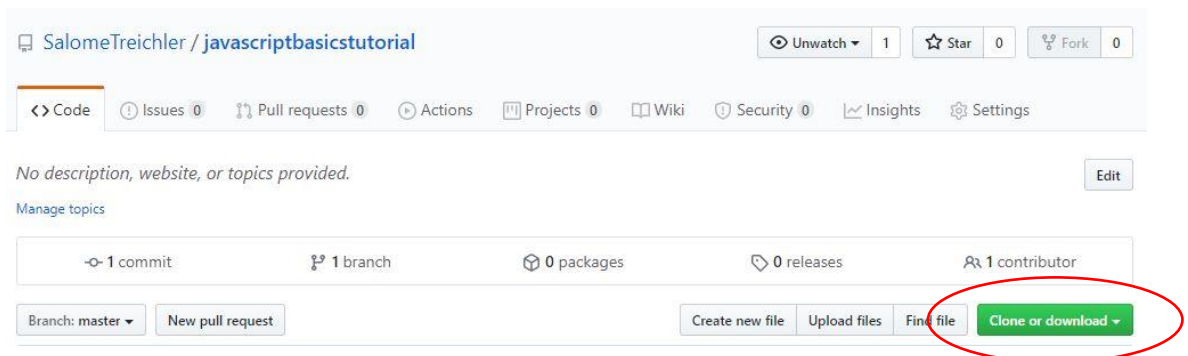 SalomeTreichler / javascriptbasicstutorial Unwatch 1 Star 0 Fork 0
Code Issues 0 Pull requests 0 Actions Projects 0 Wiki Security 0 Insights Settings
No description, website, or topics provided. Edit
Manage topics
1 commit 1 branch 0 packages 0 releases 1 contributor
Branch: master New pull request Create new file Upload files Find file Clone or download